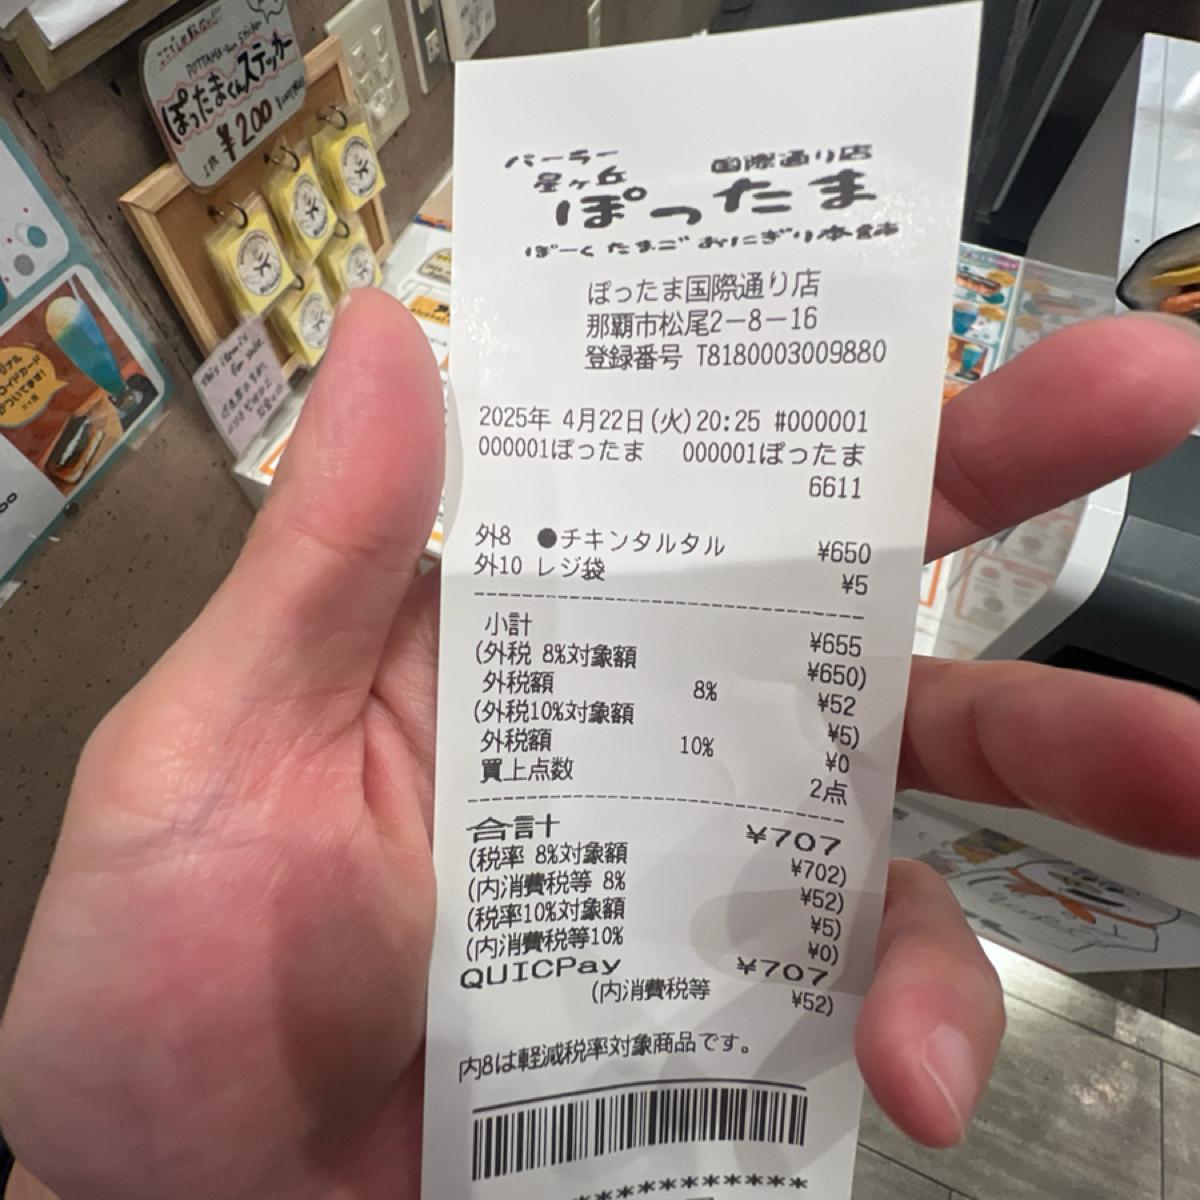 ぽったまくんステッカー
1枚 ¥200
This item is
for sale.
パーラー
星ヶ丘
国際通り店
ぽったま
ぽーくたまごおにぎり本舗
ぽったま国際通り店
那覇市松尾2-8-16
登録番号 T8180003009880
2025年 4月22日(火)20:25 #000001
000001ぽったま 000001ぽったま
6611
外8 ●チキンタルタル ¥650
外10 レジ袋 ¥5
小計 ¥655
(外税 8%対象額 ¥650)
外税額 8% ¥52
(外税10%対象額 ¥5)
外税額 10% ¥0
買上点数 2点
合計 ¥707
(税率 8%対象額 ¥702)
(内消費税等 8% ¥52)
(税率10%対象額 ¥5)
(内消費税等10% ¥0)
QUICPay ¥707
(内消費税等 ¥52)
内8は軽減税率対象商品です。